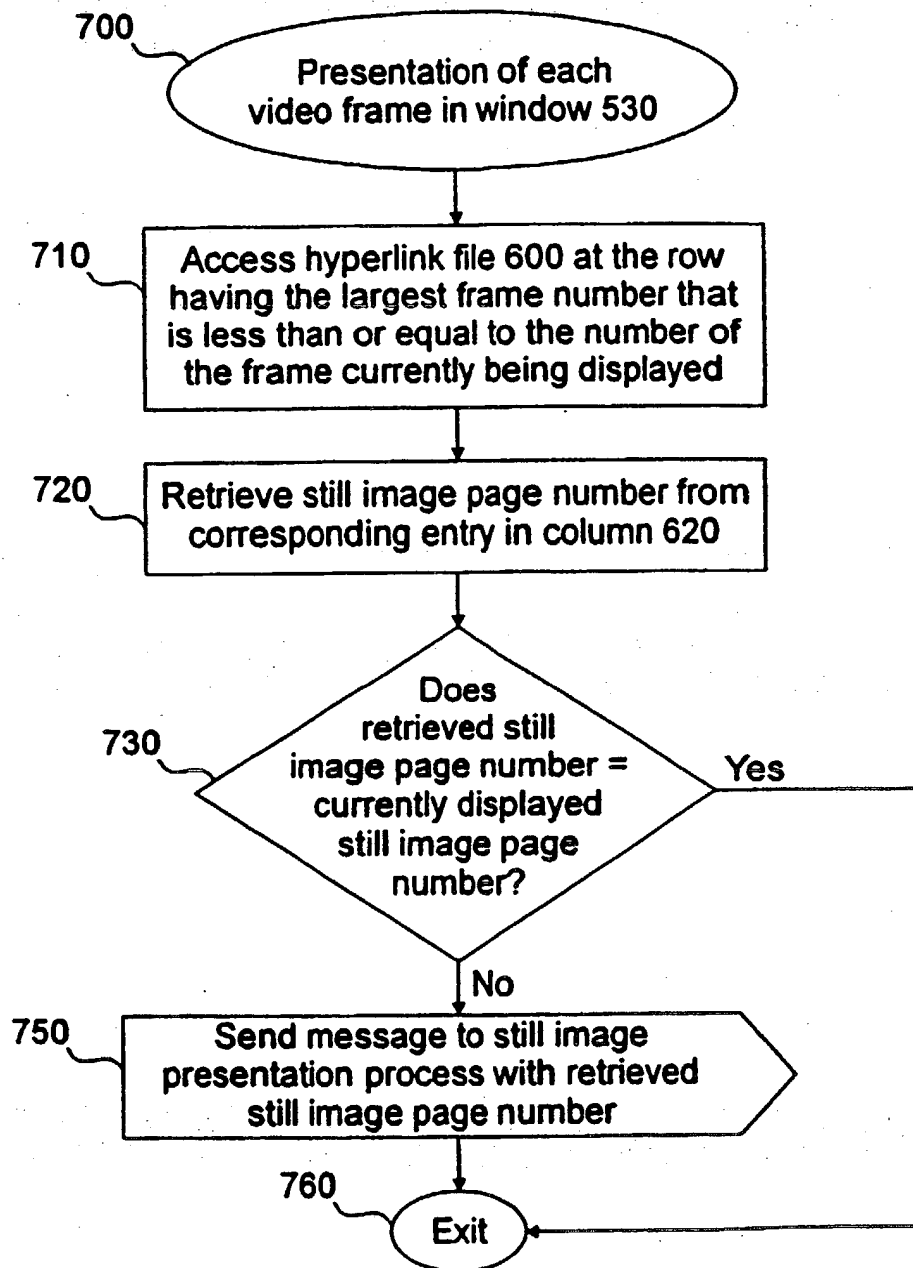 700
Presentation of each
video frame in window 530
710
Access hyperlink file 600 at the row
having the largest frame number that
is less than or equal to the number of
the frame currently being displayed
720
Retrieve still image page number from
corresponding entry in column 620
730
Does
retrieved still
image page number =
currently displayed
still image page
number?
Yes
No
750
Send message to still image
presentation process with retrieved
still image page number
760
Exit